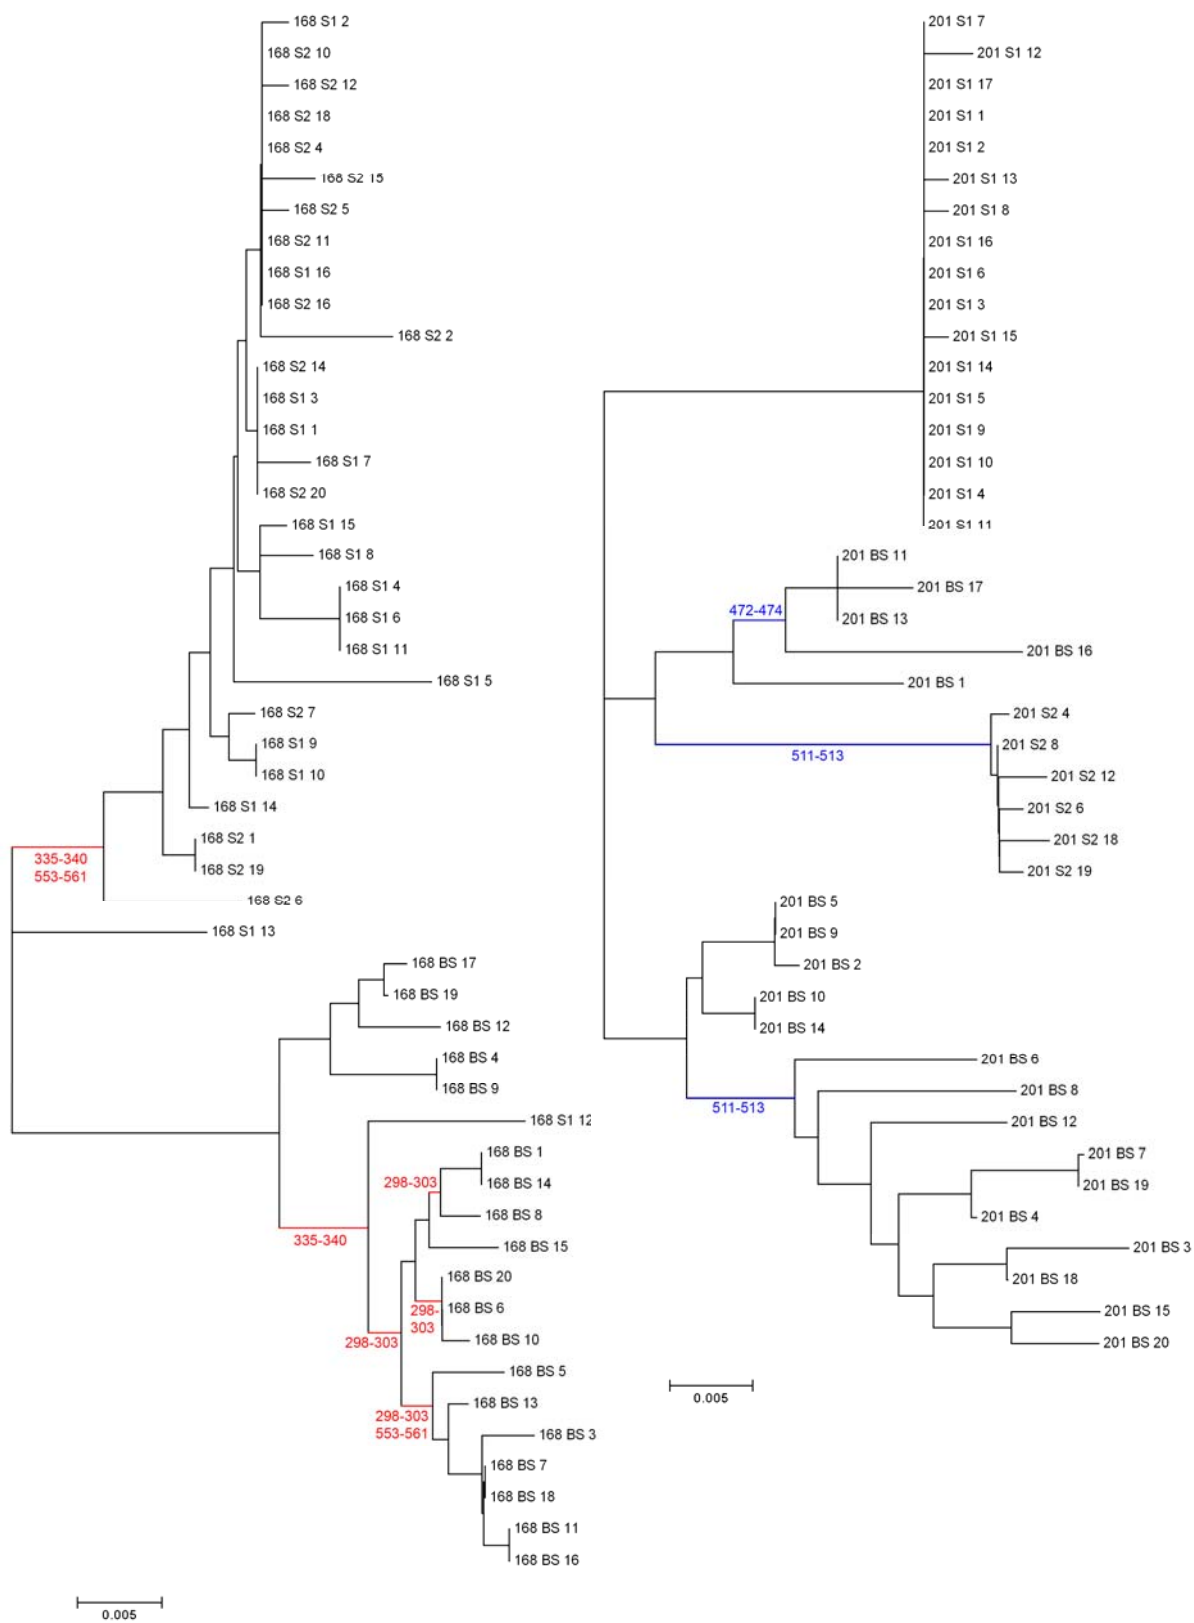 168 S1 2
168 S2 10
168 S2 12
168 S2 18
168 S2 4
168 S2 15
168 S2 5
168 S2 11
168 S1 16
168 S2 16
168 S2 2
168 S2 14
168 S1 3
168 S1 1
168 S1 7
168 S2 20
168 S1 15
168 S1 8
168 S1 4
168 S1 6
168 S1 11
168 S1 5
168 S2 7
168 S1 9
168 S1 10
168 S1 14
168 S2 1
168 S2 19
335-340
553-561
168 S2 6
168 S1 13
168 BS 17
168 BS 19
168 BS 12
168 BS 4
168 BS 9
168 S1 12
168 BS 1
298-303
168 BS 14
168 BS 8
335-340
168 BS 15
168 BS 20
168 BS 6
298-
303
298-303
168 BS 10
168 BS 5
168 BS 13
298-303
553-561
168 BS 3
168 BS 7
168 BS 18
168 BS 11
168 BS 16
0.005
201 S1 7
201 S1 12
201 S1 17
201 S1 1
201 S1 2
201 S1 13
201 S1 8
201 S1 16
201 S1 6
201 S1 3
201 S1 15
201 S1 14
201 S1 5
201 S1 9
201 S1 10
201 S1 4
201 S1 11
201 BS 11
201 BS 17
472-474
201 BS 13
201 BS 16
201 BS 1
201 S2 4
201 S2 8
511-513
201 S2 12
201 S2 6
201 S2 18
201 S2 19
201 BS 5
201 BS 9
201 BS 2
201 BS 10
201 BS 14
201 BS 6
201 BS 8
511-513
201 BS 12
201 BS 7
201 BS 19
201 BS 4
201 BS 3
201 BS 18
201 BS 15
201 BS 20
0.005